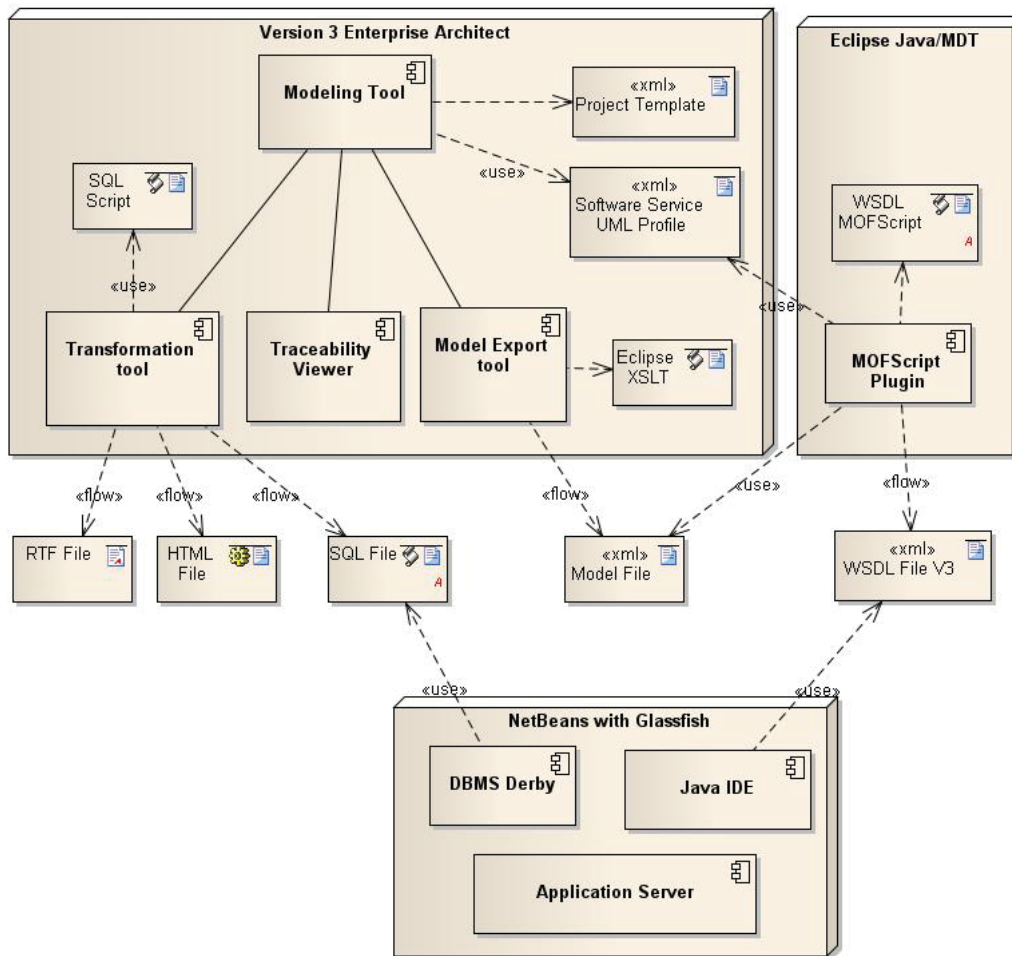 Version 3 Enterprise Architect
Eclipse Java/MDT
Modeling Tool
«xml»
Project Template
«use»
«xml»
Software Service
UML Profile
SQL
Script
«use»
WSDL
MOFScript
A
«use»
Transformation
tool
Traceability
Viewer
Model Export
tool
Eclipse
XSLT
MOFScript
Plugin
«flow»
«flow»
«flow»
«flow»
«use»
«flow»
RTF File
HTML
File
SQL File
A
«xml»
Model File
«xml»
WSDL File V3
«use»
«use»
NetBeans with Glassfish
DBMS Derby
Java IDE
Application Server